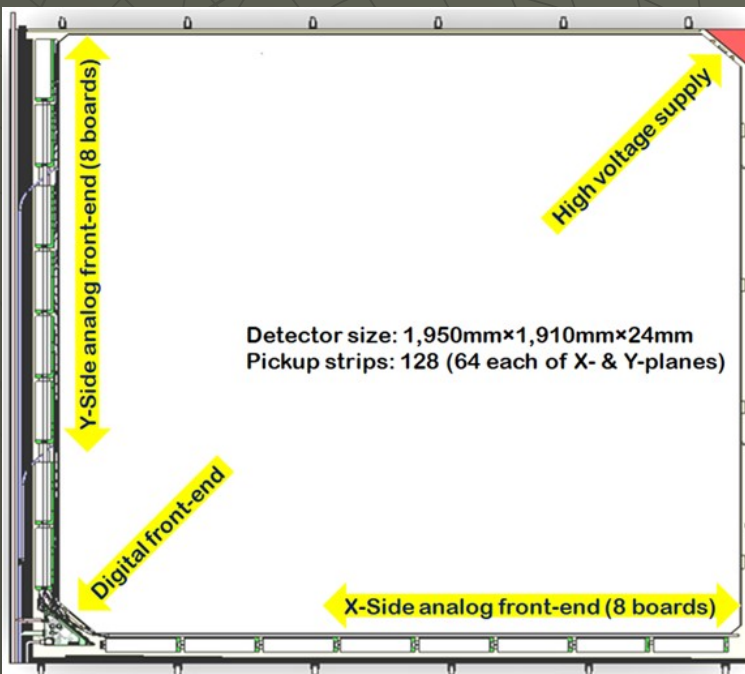 Y-Side analog front-end (8 boards)
High voltage supply
Detector size: 1,950mm×1,910mm×24mm
Pickup strips: 128 (64 each of X- & Y-planes)
Digital front-end
X-Side analog front-end (8 boards)